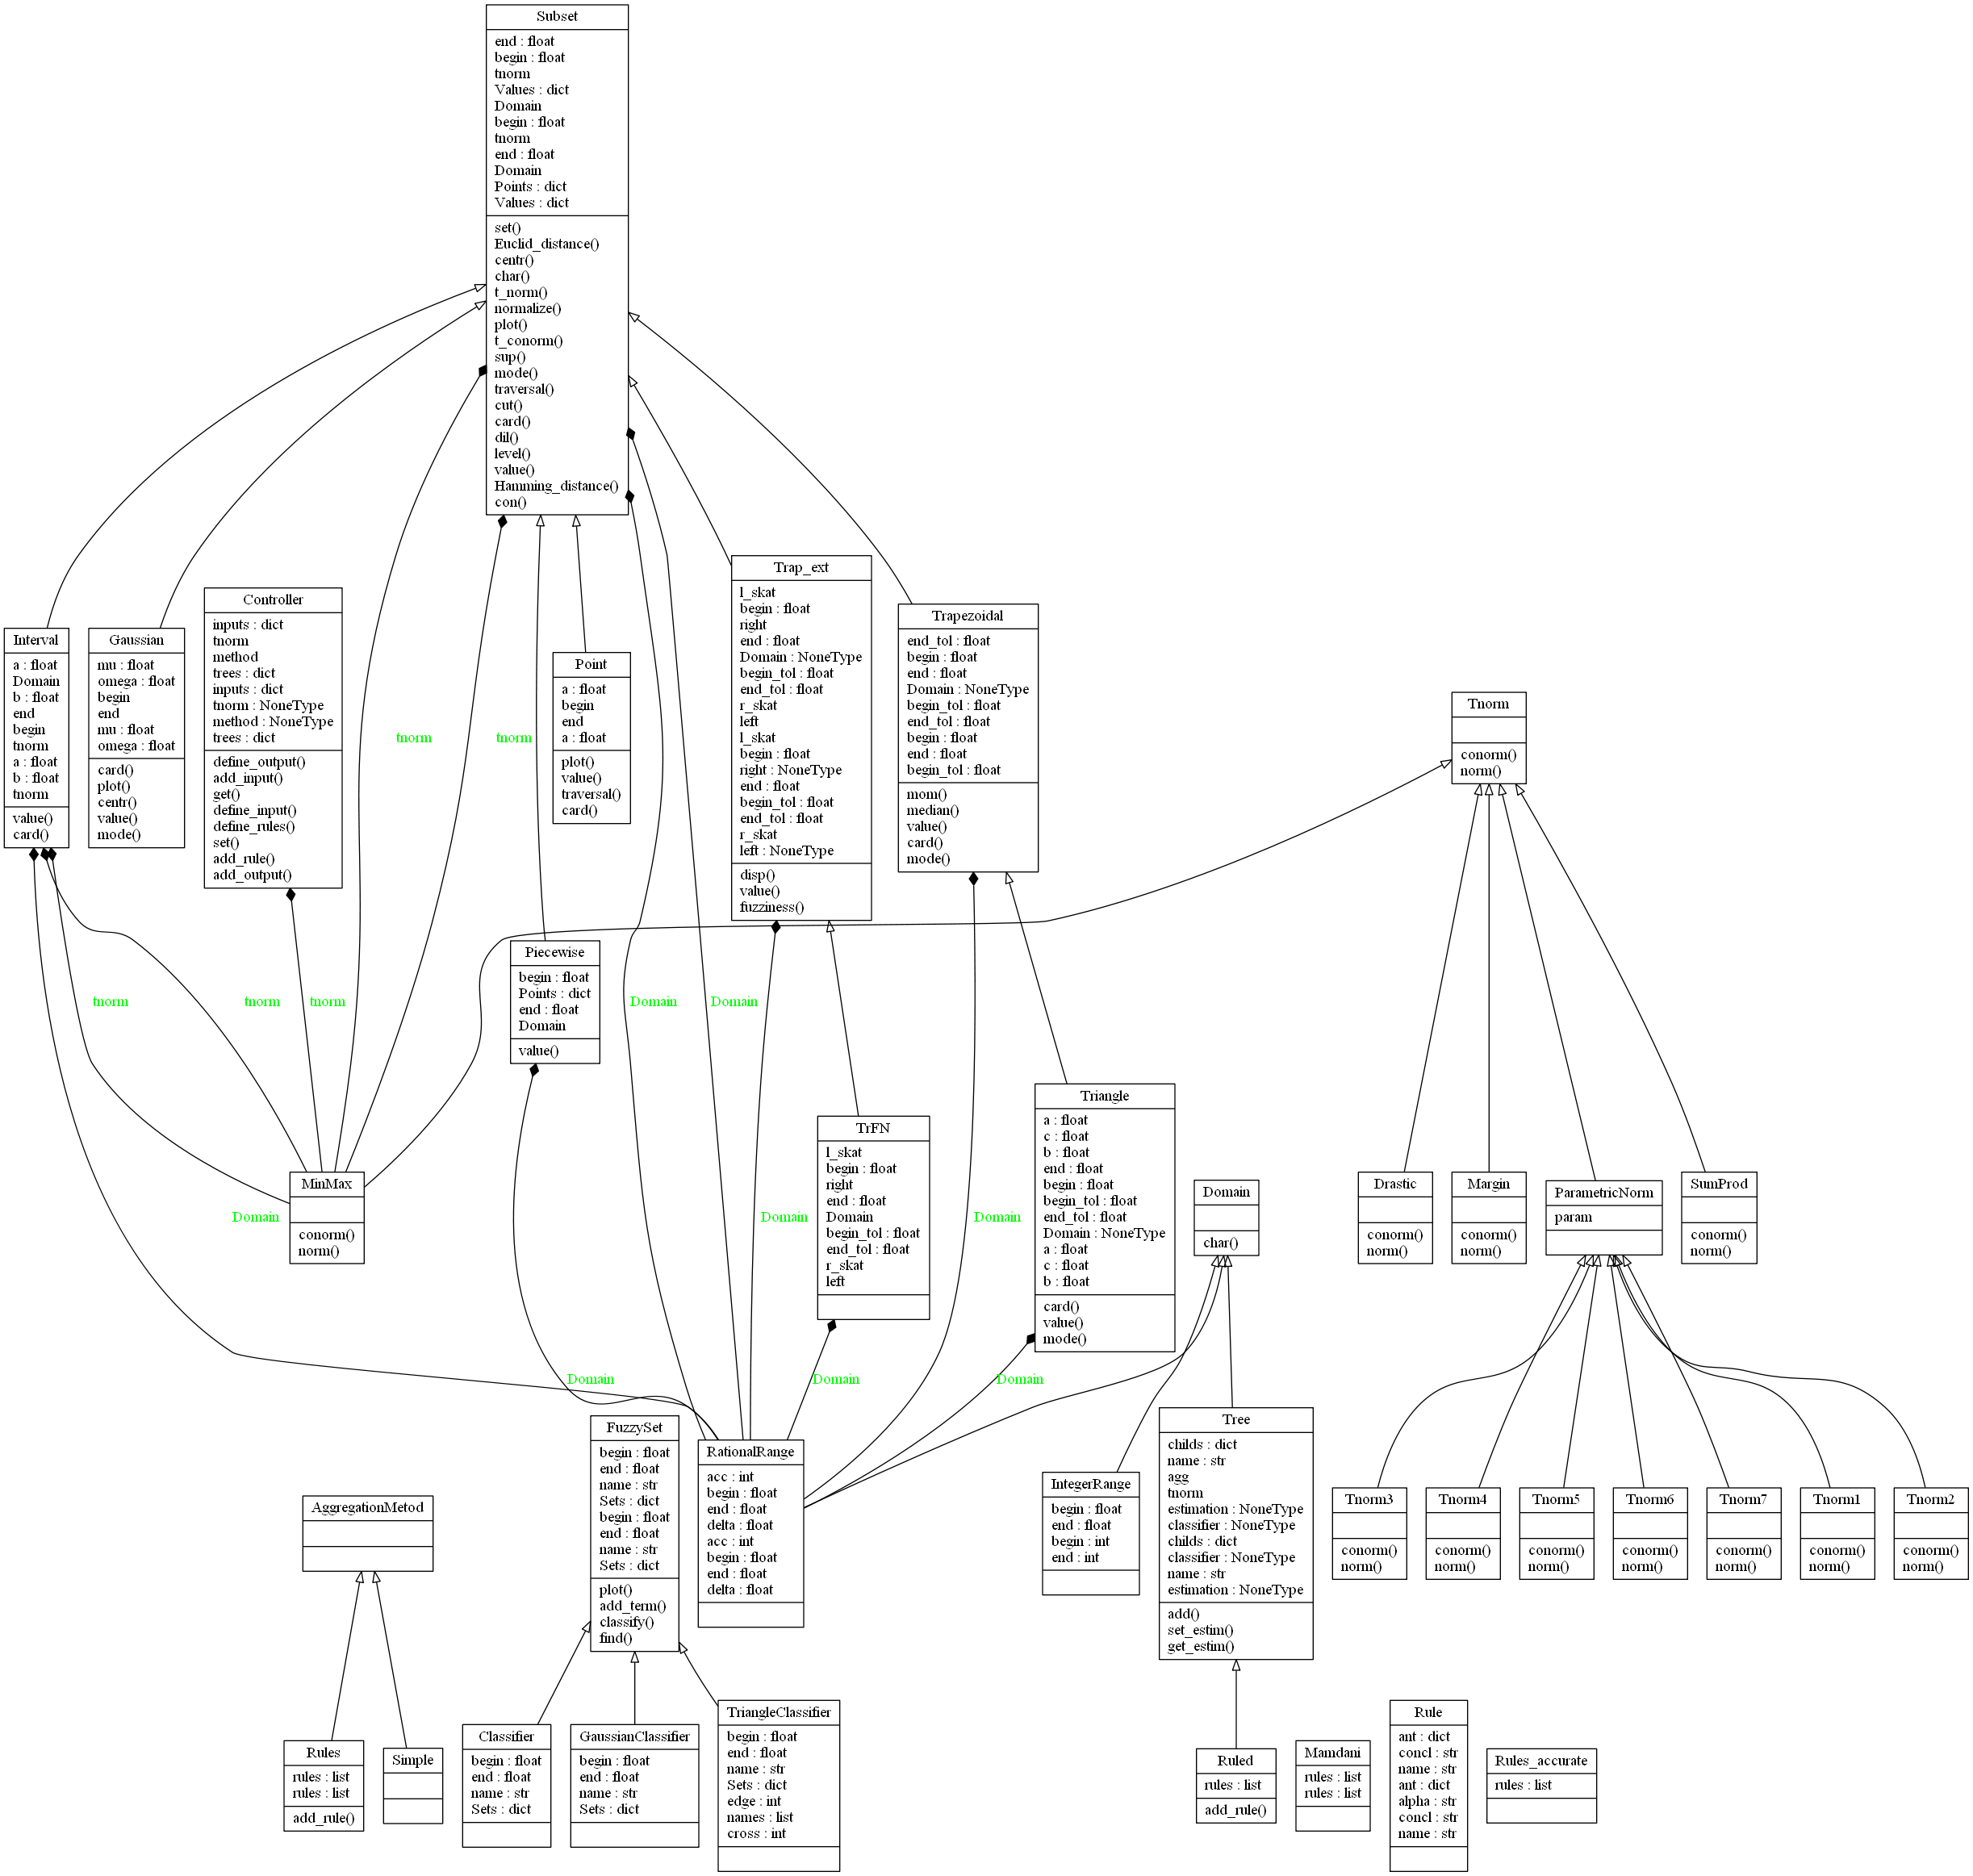 Subset
end : float
begin : float
tnorm
Values : dict
Domain
begin : float
tnorm
end : float
Domain
Points : dict
Values : dict
set()
Euclid_distance()
centr()
char()
t_norm()
normalize()
plot()
t_conorm()
sup()
mode()
traversal()
cut()
card()
dil()
level()
value()
Hamming_distance()
con()
Interval
a : float
Domain
b : float
end
begin
tnorm
a : float
b : float
tnorm
value()
card()
Gaussian
mu : float
omega : float
begin
end
mu : float
omega : float
card()
plot()
centr()
value()
mode()
Controller
inputs : dict
tnorm
method
trees : dict
inputs : dict
tnorm : NoneType
method : NoneType
trees : dict
define_output()
add_input()
get()
define_input()
define_rules()
set()
add_rule()
add_output()
tnorm
tnorm
Point
a : float
begin
end
a : float
plot()
value()
traversal()
card()
Trap_ext
l_skat
begin : float
right
end : float
Domain : NoneType
begin_tol : float
end_tol : float
r_skat
left
l_skat
begin : float
right : NoneType
end : float
begin_tol : float
end_tol : float
r_skat
left : NoneType
disp()
value()
fuzziness()
Trapezoidal
end_tol : float
begin : float
end : float
Domain : NoneType
begin_tol : float
end_tol : float
begin : float
end : float
begin_tol : float
mom()
median()
value()
card()
mode()
Tnorm
conorm()
norm()
tnorm
tnorm
tnorm
Piecewise
begin : float
Points : dict
end : float
Domain
value()
Domain
Domain
MinMax
conorm()
norm()
Domain
Domain
TrFN
l_skat
begin : float
right
end : float
Domain
begin_tol : float
end_tol : float
r_skat
left
Domain
Triangle
a : float
c : float
b : float
end : float
begin : float
begin_tol : float
end_tol : float
Domain : NoneType
a : float
c : float
b : float
card()
value()
mode()
Domain
char()
Drastic
conorm()
norm()
Margin
conorm()
norm()
ParametricNorm
param
SumProd
conorm()
norm()
Domain
Domain
Domain
AggregationMetod
FuzzySet
begin : float
end : float
name : str
Sets : dict
begin : float
end : float
name : str
Sets : dict
plot()
add_term()
classify()
find()
RationalRange
acc : int
begin : float
end : float
delta : float
acc : int
begin : float
end : float
delta : float
IntegerRange
begin : float
end : float
begin : int
end : int
Tree
childs : dict
name : str
agg
tnorm
estimation : NoneType
classifier : NoneType
childs : dict
classifier : NoneType
name : str
estimation : NoneType
add()
set_estim()
get_estim()
Tnorm3
conorm()
norm()
Tnorm4
conorm()
norm()
Tnorm5
conorm()
norm()
Tnorm6
conorm()
norm()
Tnorm7
conorm()
norm()
Tnorm1
conorm()
norm()
Tnorm2
conorm()
norm()
Rules
rules : list
rules : list
add_rule()
Simple
Classifier
begin : float
end : float
name : str
Sets : dict
GaussianClassifier
begin : float
end : float
name : str
Sets : dict
TriangleClassifier
begin : float
end : float
name : str
Sets : dict
edge : int
names : list
cross : int
Ruled
rules : list
add_rule()
Mamdani
rules : list
rules : list
Rule
ant : dict
concl : str
name : str
ant : dict
alpha : str
concl : str
name : str
Rules_accurate
rules : list